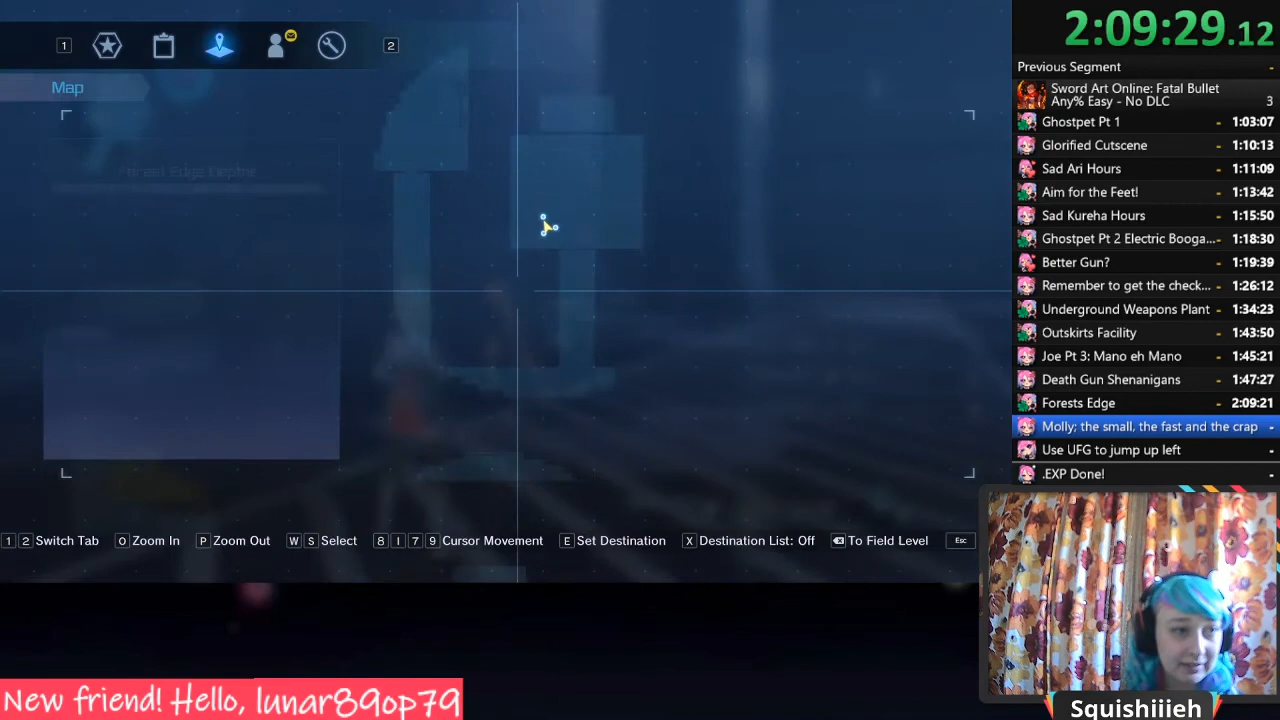 1 2
Map
Forest Edge Depths
1 2 Switch Tab O Zoom In P Zoom Out W S Select 8 I 7 9 Cursor Movement E Set Destination X Destination List: Off To Field Level Esc
2:09:29.12
Previous Segment -
Sword Art Online: Fatal Bullet
Any% Easy - No DLC 3
Ghostpet Pt 1 - 1:03:07
Glorified Cutscene - 1:10:13
Sad Ari Hours - 1:11:09
Aim for the Feet! - 1:13:42
Sad Kureha Hours - 1:15:50
Ghostpet Pt 2 Electric Booga... - 1:18:30
Better Gun? - 1:19:39
Remember to get the check... - 1:26:12
Underground Weapons Plant - 1:34:23
Outskirts Facility - 1:43:50
Joe Pt 3: Mano eh Mano - 1:45:21
Death Gun Shenanigans - 1:47:27
Forests Edge - 2:09:21
Molly; the small, the fast and the crap -
Use UFG to jump up left -
.EXP Done! -
New friend! Hello, lunar89op79
Squishiiieh